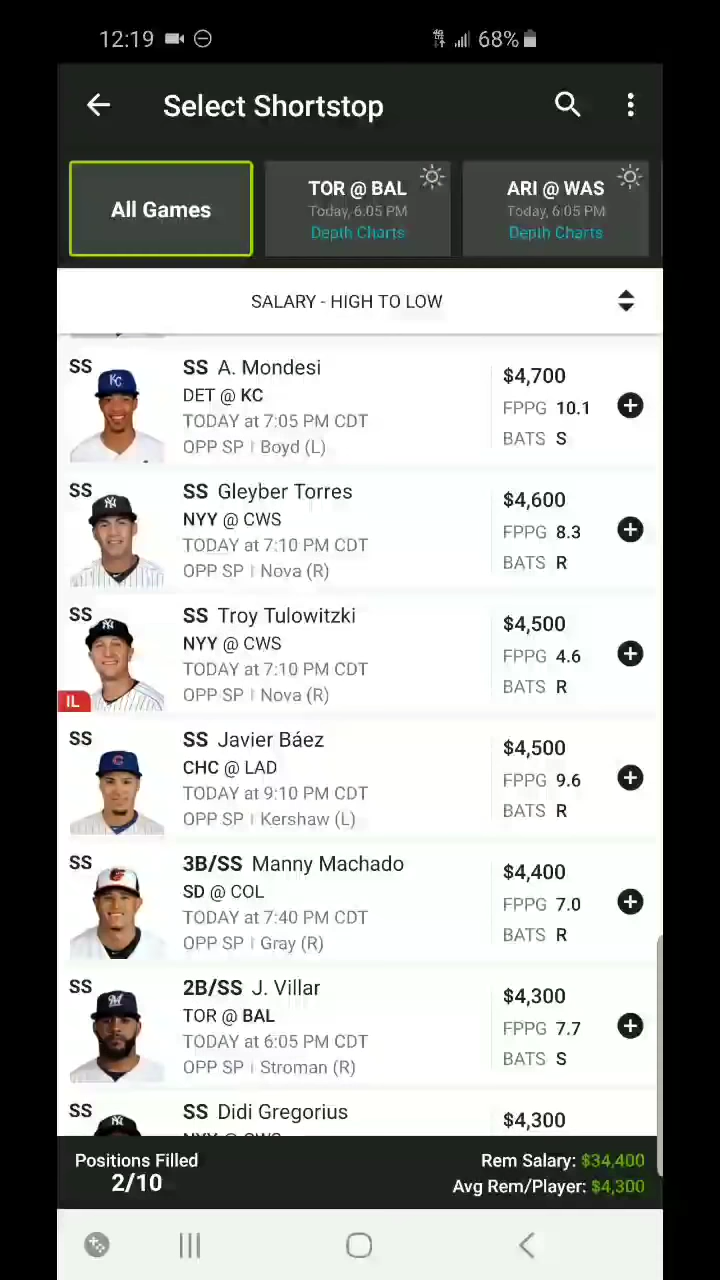 12:19
68%
Select Shortstop
All Games
TOR @ BAL
Today, 6:05 PM
Depth Charts
ARI @ WAS
Today, 6:05 PM
Depth Charts
SALARY - HIGH TO LOW
SS
SS A. Mondesi
DET @ KC
TODAY at 7:05 PM CDT
OPP SP | Boyd (L)
$4,700
FPPG 10.1
BATS S
SS
SS Gleyber Torres
NYY @ CWS
TODAY at 7:10 PM CDT
OPP SP | Nova (R)
$4,600
FPPG 8.3
BATS R
SS
IL
SS Troy Tulowitzki
NYY @ CWS
TODAY at 7:10 PM CDT
OPP SP | Nova (R)
$4,500
FPPG 4.6
BATS R
SS
SS Javier Báez
CHC @ LAD
TODAY at 9:10 PM CDT
OPP SP | Kershaw (L)
$4,500
FPPG 9.6
BATS R
SS
3B/SS Manny Machado
SD @ COL
TODAY at 7:40 PM CDT
OPP SP | Gray (R)
$4,400
FPPG 7.0
BATS R
SS
2B/SS J. Villar
TOR @ BAL
TODAY at 6:05 PM CDT
OPP SP | Stroman (R)
$4,300
FPPG 7.7
BATS S
SS
SS Didi Gregorius
NYY @ CWS
$4,300
Positions Filled
2/10
Rem Salary: $34,400
Avg Rem/Player: $4,300